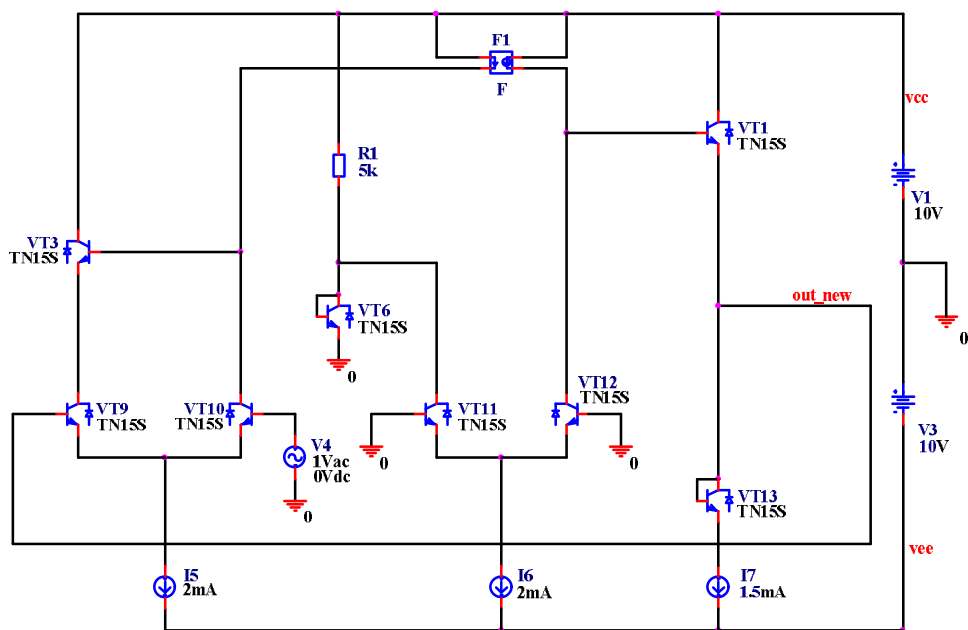 F1
F
vcc
VT1
TN15S
R1
5k
V1
10V
VT3
TN15S
out_new
VT6
TN15S
0
0
VT9
TN15S
VT10
TN15S
VT11
TN15S
VT12
TN15S
V3
10V
V4
1Vac
0Vdc
0
0
0
VT13
TN15S
vee
I5
2mA
I6
2mA
I7
1.5mA